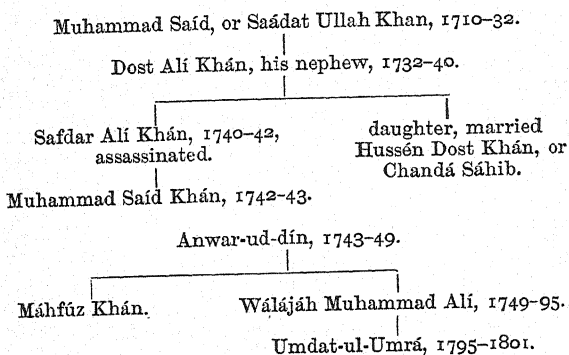 Muhammad Saíd, or Saádat Ullah Khan, 1710–32.
Dost Alí Khán, his nephew, 1732–40.
Safdar Alí Khán, 1740–42,
assassinated.
daughter, married
Hussén Dost Khán, or
Chandá Sáhib.
Muhammad Saíd Khán, 1742–43.
Anwar-ud-dín, 1743–49.
Máhfúz Khán.
Wálájáh Muhammad Alí, 1749–95.
Umdat-ul-Umrá, 1795–1801.